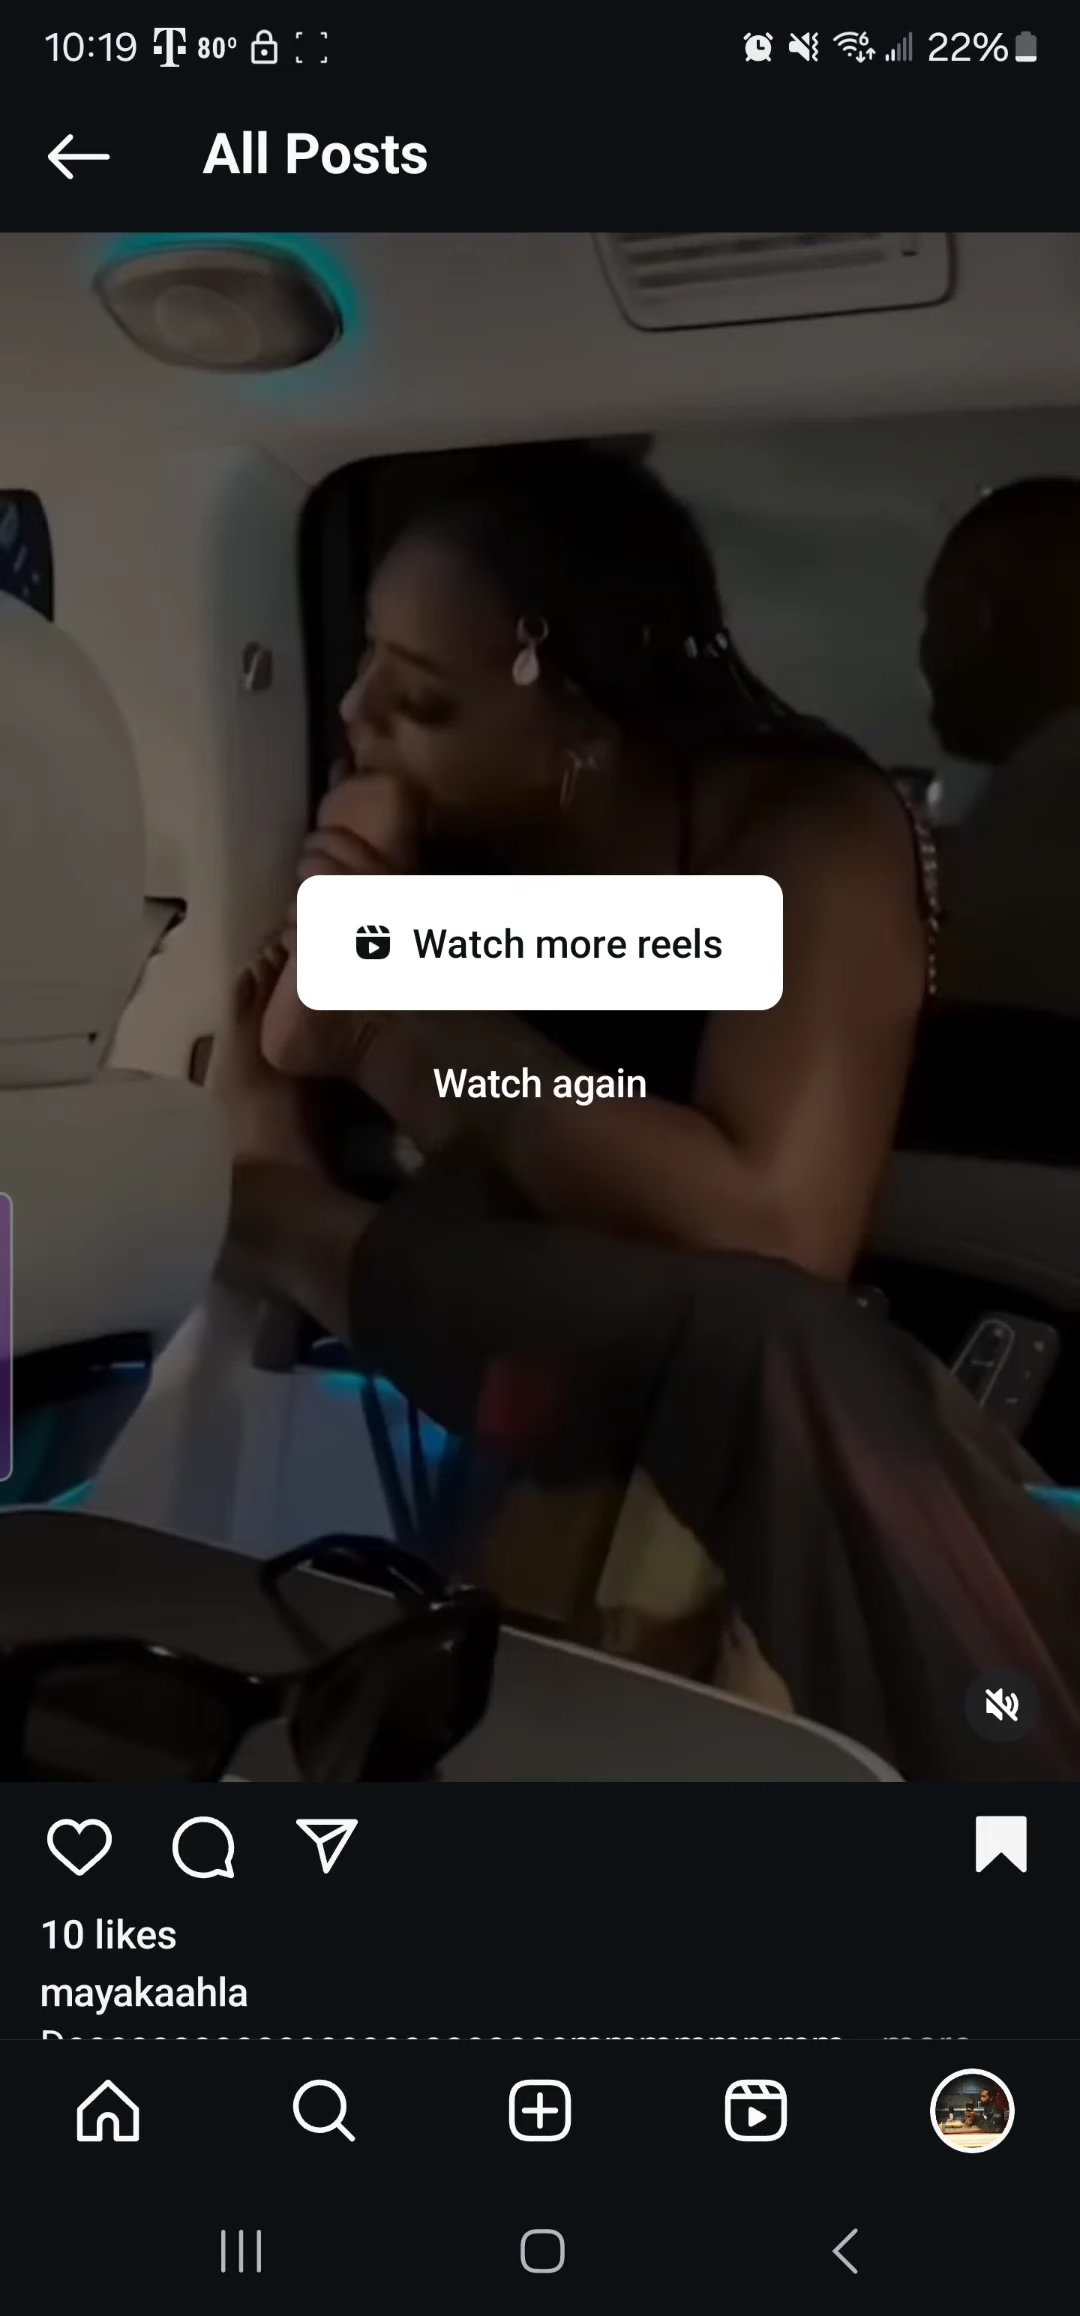 10:19 80° 22%
All Posts
Watch more reels
Watch again
10 likes
mayakaahla